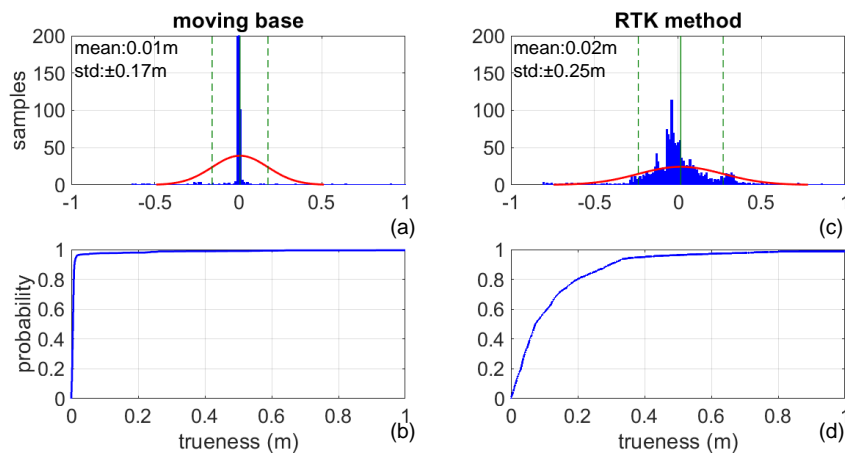 moving base
mean:0.01m
std:±0.17m
200
150
100
50
0
samples
-1 -0.5 0 0.5 1
(a)
RTK method
mean:0.02m
std:±0.25m
200
150
100
50
0
-1 -0.5 0 0.5 1
(c)
1
0.8
0.6
0.4
0.2
0
probability
0 0.2 0.4 0.6 0.8 1
trueness (m)
(b)
1
0.8
0.6
0.4
0.2
0
0 0.2 0.4 0.6 0.8 1
trueness (m)
(d)